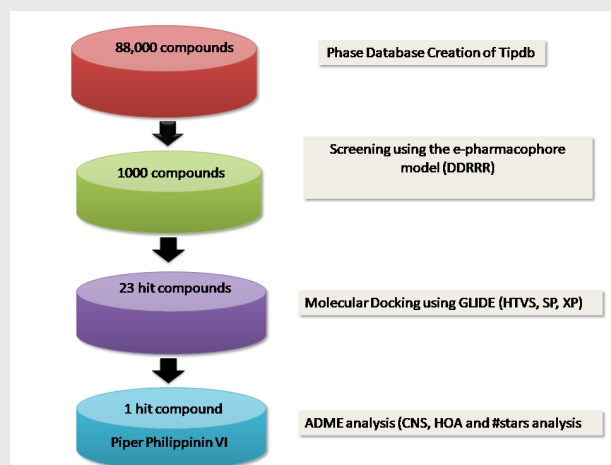 88,000 compounds
Phase Database Creation of Tipdb
1000 compounds
Screening using the e-pharmacophore
model (DDRRR)
23 hit compounds
Molecular Docking using GLIDE (HTVS, SP, XP)
1 hit compound
Piper Philippinin VI
ADME analysis (CNS, HOA and #stars analysis